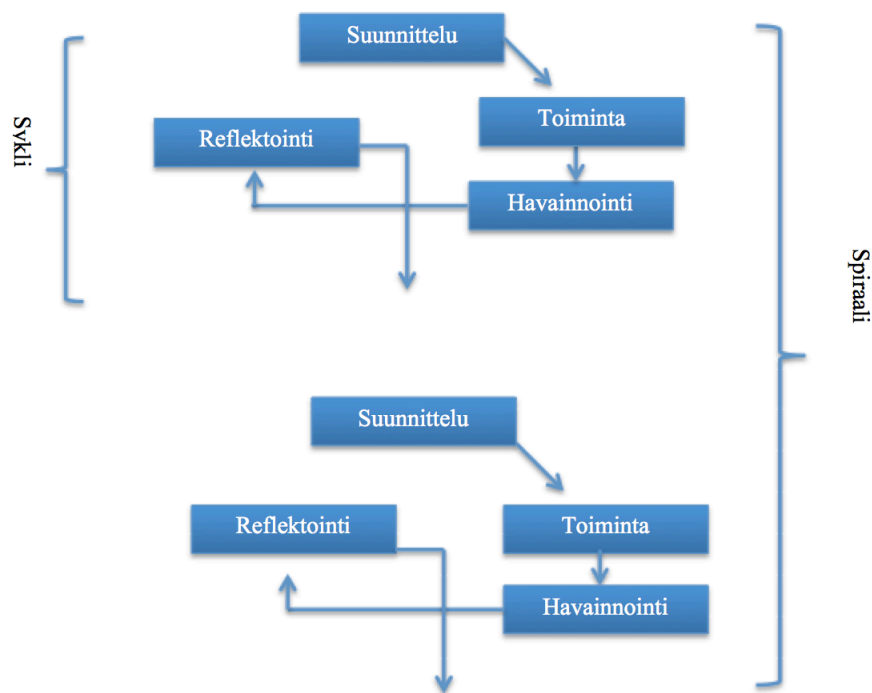 Suunnittelu
Toiminta
Reflektointi
Havainnointi
Sykli
Spiraali
Suunnittelu
Reflektointi
Toiminta
Havainnointi